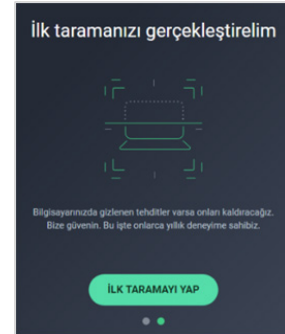 İlk taramanızı gerçekleştirelim
Bilgisayarınızda gizlenen tehditler varsa onları kaldıracağız.
Bize güvenin. Bu işte onlarca yıllık deneyime sahibiz.
İLK TARAMAYI YAP